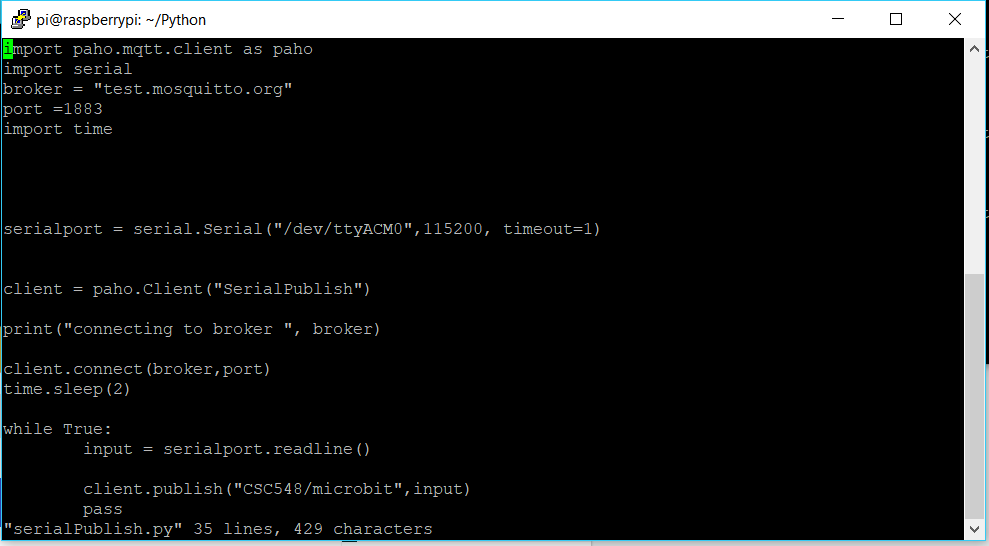 pi@raspberrypi: ~/Python
import paho.mqtt.client as paho
import serial
broker = "test.mosquitto.org"
port =1883
import time
serialport = serial.Serial("/dev/ttyACM0",115200, timeout=1)
client = paho.Client("SerialPublish")
print("connecting to broker ", broker)
client.connect(broker,port)
time.sleep(2)
while True:
        input = serialport.readline()
        client.publish("CSC548/microbit",input)
        pass
"serialPublish.py" 35 lines, 429 characters